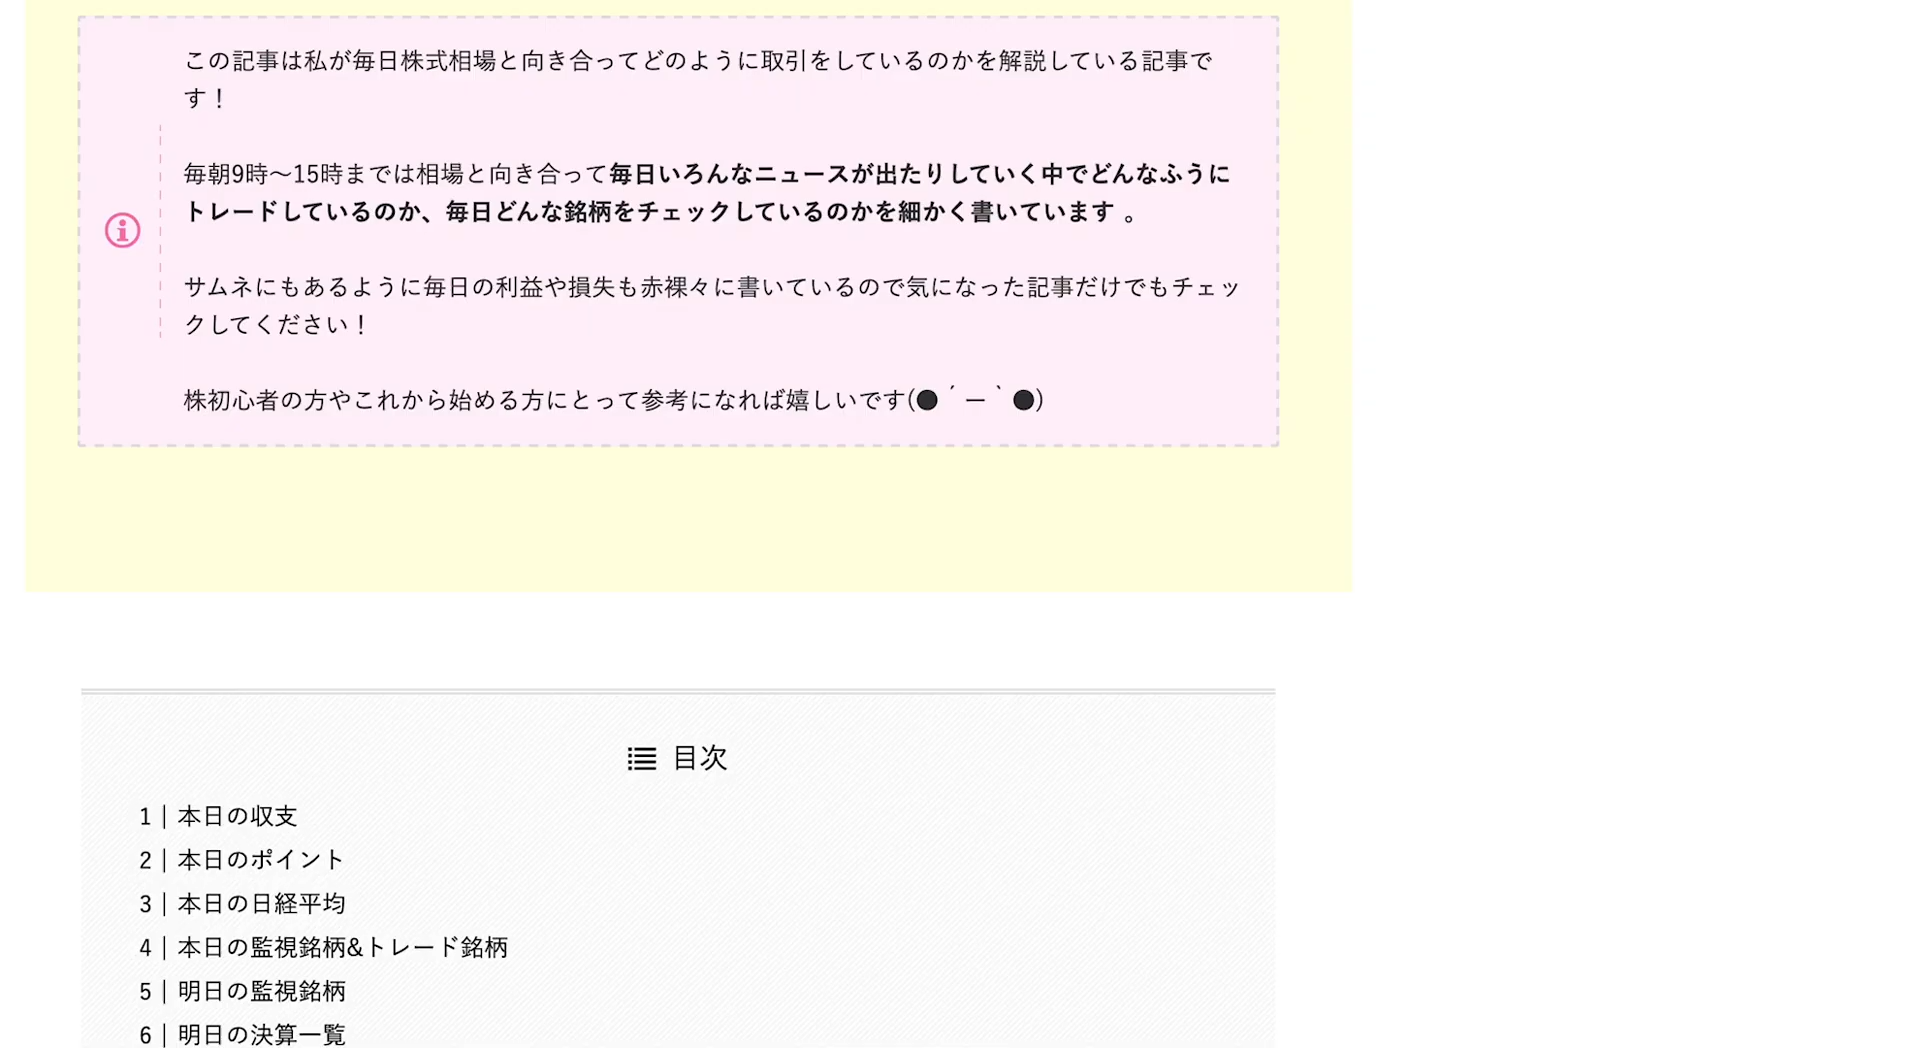 この記事は私が毎日株式相場と向き合ってどのように取引をしているのかを解説している記事で
す！
毎朝9時〜15時までは相場と向き合って毎日いろんなニュースが出たりしていく中でどんなふうに
トレードしているのか、毎日どんな銘柄をチェックしているのかを細かく書いています 。
サムネにもあるように毎日の利益や損失も赤裸々に書いているので気になった記事だけでもチェッ
クしてください！
株初心者の方やこれから始める方にとって参考になれば嬉しいです(●´ー｀●)
目次
1｜本日の収支
2｜本日のポイント
3｜本日の日経平均
4｜本日の監視銘柄&トレード銘柄
5｜明日の監視銘柄
6｜明日の決算一覧